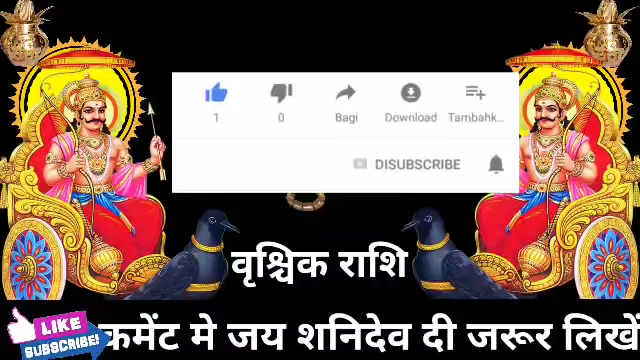 1 0 Bagi Download Tambahk...
DISUBSCRIBE
वृश्चिक राशि
LIKE
SUBSCRIBE!
कमेंट मे जय शनिदेव दी जरूर लिखें